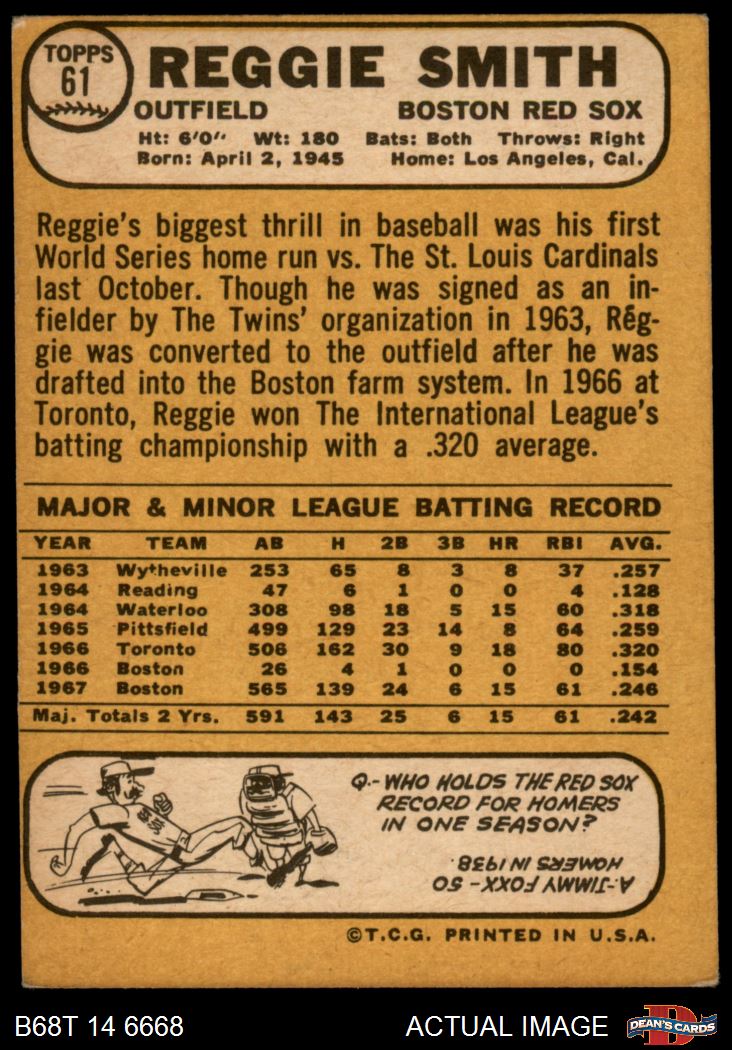 TOPPS
61
REGGIE SMITH
OUTFIELD BOSTON RED SOX
Ht: 6'0" Wt: 180 Bats: Both Throws: Right
Born: April 2, 1945 Home: Los Angeles, Cal.
Reggie's biggest thrill in baseball was his first
World Series home run vs. The St. Louis Cardinals
last October. Though he was signed as an in-
fielder by The Twins' organization in 1963, Reg-
gie was converted to the outfield after he was
drafted into the Boston farm system. In 1966 at
Toronto, Reggie won The International League's
batting championship with a .320 average.
MAJOR & MINOR LEAGUE BATTING RECORD
YEAR TEAM AB H 2B 3B HR RBI AVG.
1963 Wytheville 253 65 8 3 8 37 .257
1964 Reading 47 6 1 0 0 4 .128
1964 Waterloo 308 98 18 5 15 60 .318
1965 Pittsfield 499 129 23 14 8 64 .259
1966 Toronto 506 162 30 9 18 80 .320
1966 Boston 26 4 1 0 0 0 .154
1967 Boston 565 139 24 6 15 61 .246
Maj. Totals 2 Yrs. 591 143 25 6 15 61 .242
RED
SOX
Q.-WHO HOLDS THE RED SOX
RECORD FOR HOMERS
IN ONE SEASON?
A-JIMMY FOXX - 50
HOMERS IN 1938.
©T.C.G. PRINTED IN U.S.A.
B68T 14 6668 ACTUAL IMAGE
D
DEAN'S CARDS